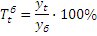 T_t^б = y_t / y_б · 100%